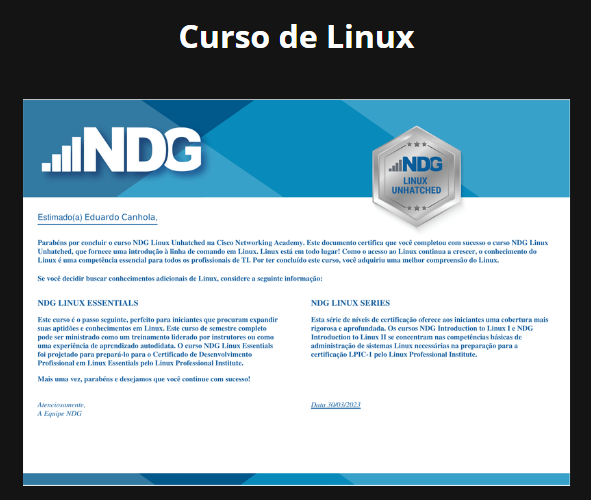 Curso de Linux
NDG
NDG
LINUX
UNHATCHED
Estimado(a) Eduardo Canhola,
Parabéns por concluir o curso NDG Linux Unhatched na Cisco Networking Academy. Este documento certifica que você completou com sucesso o curso NDG Linux
Unhatched, que fornece uma introdução à linha de comando em Linux. Linux está em todo lugar! Como o acesso ao Linux continua a crescer, o conhecimento do
Linux é uma competência essencial para todos os profissionais de TI. Por ter concluído este curso, você adquiriu uma melhor compreensão do Linux.
Se você decidir buscar conhecimentos adicionais de Linux, considere a seguinte informação:
NDG LINUX ESSENTIALS
Este curso é o passo seguinte, perfeito para iniciantes que procuram expandir
suas aptidões e conhecimentos em Linux. Este curso de semestre completo
pode ser ministrado como um treinamento liderado por instrutores ou como
uma experiência de aprendizado autodidata. O curso NDG Linux Essentials
foi projetado para prepará-lo para o Certificado de Desenvolvimento
Profissional em Linux Essentials pelo Linux Professional Institute.
Mais uma vez, parabéns e desejamos que você continue com sucesso!
Atenciosamente,
A Equipe NDG
NDG LINUX SERIES
Esta série de níveis de certificação oferece aos iniciantes uma cobertura mais
rigorosa e aprofundada. Os cursos NDG Introduction to Linux I e NDG
Introduction to Linux II se concentram nas competências básicas de
administração de sistemas Linux necessárias na preparação para a
certificação LPIC-1 pelo Linux Professional Institute.
Data 30/03/2023